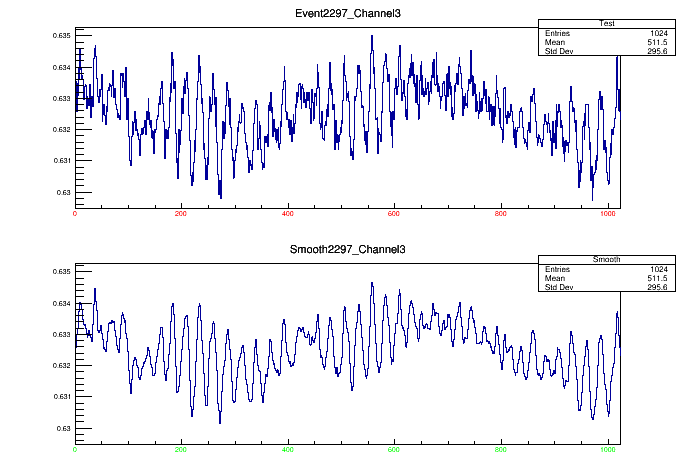 Event2297_Channel3
Test
Entries 1024
Mean 511.5
Std Dev 295.6
0.635
0.634
0.633
0.632
0.631
0.63
0 200 400 600 800 1000
Smooth2297_Channel3
Smooth
Entries 1024
Mean 511.5
Std Dev 295.6
0.635
0.634
0.633
0.632
0.631
0.63
0 200 400 600 800 1000